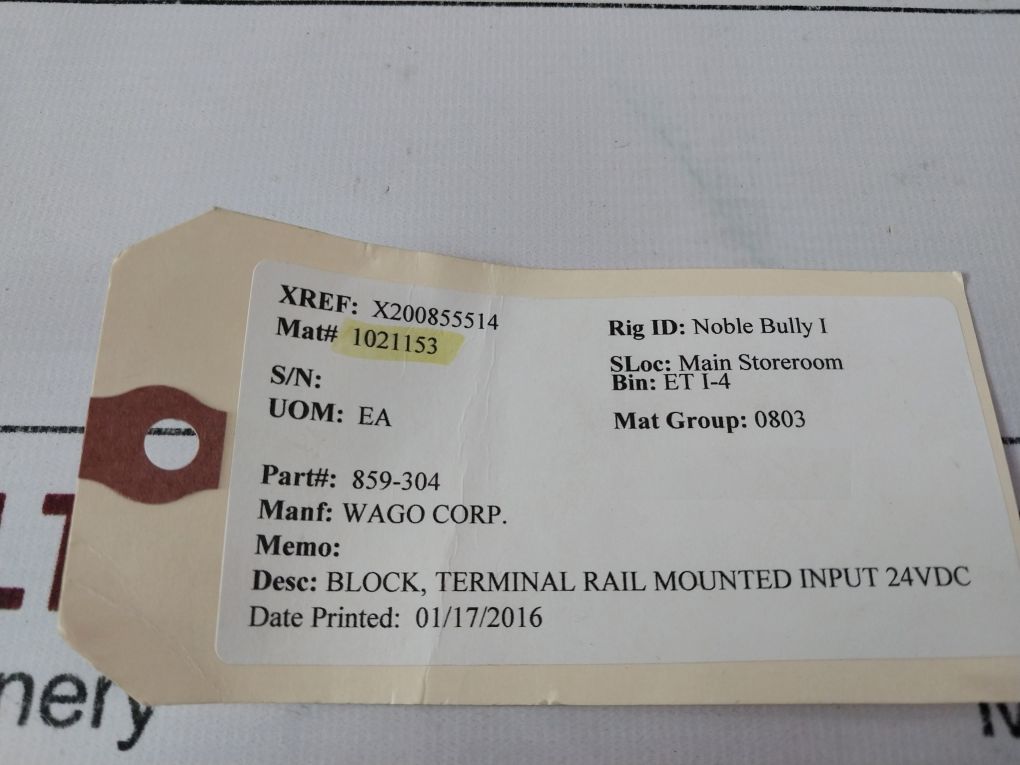 XREF: X200855514
Mat# 1021153
S/N:
UOM: EA
Rig ID: Noble Bully I
SLoc: Main Storeroom
Bin: ET I-4
Mat Group: 0803
Part#: 859-304
Manf: WAGO CORP.
Memo:
Desc: BLOCK, TERMINAL RAIL MOUNTED INPUT 24VDC
Date Printed: 01/17/2016
nery